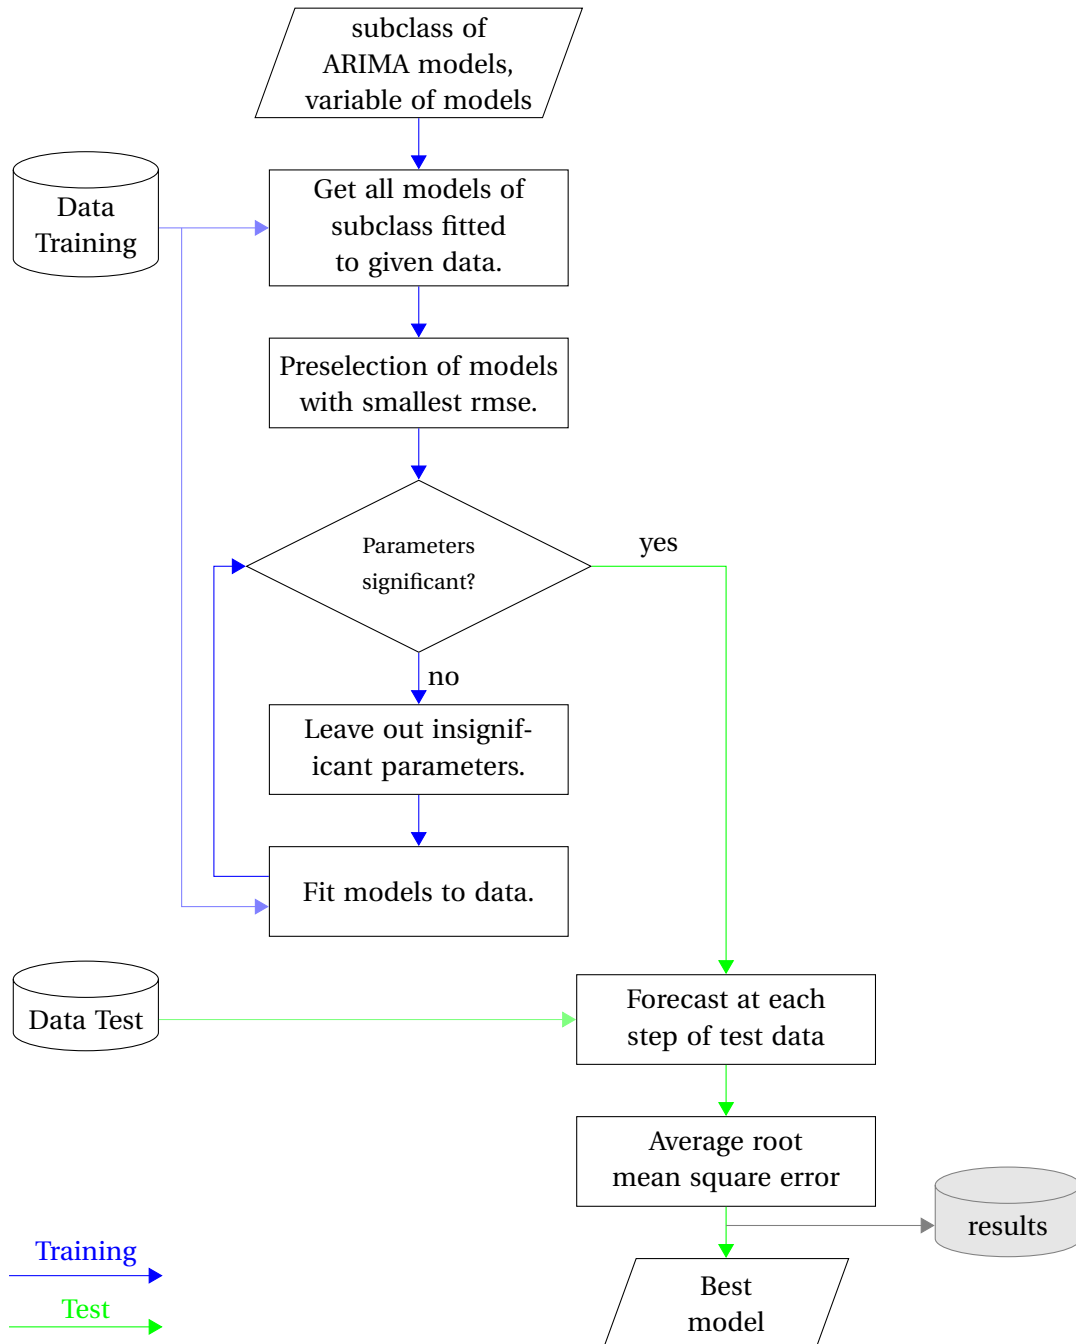 subclass of
ARIMA models,
variable of models
Data
Training
Get all models of
subclass fitted
to given data.
Preselection of models
with smallest rmse.
Parameters
significant?
yes
no
Leave out insignif-
icant parameters.
Fit models to data.
Data Test
Forecast at each
step of test data
Average root
mean square error
results
Training
Test
Best
model